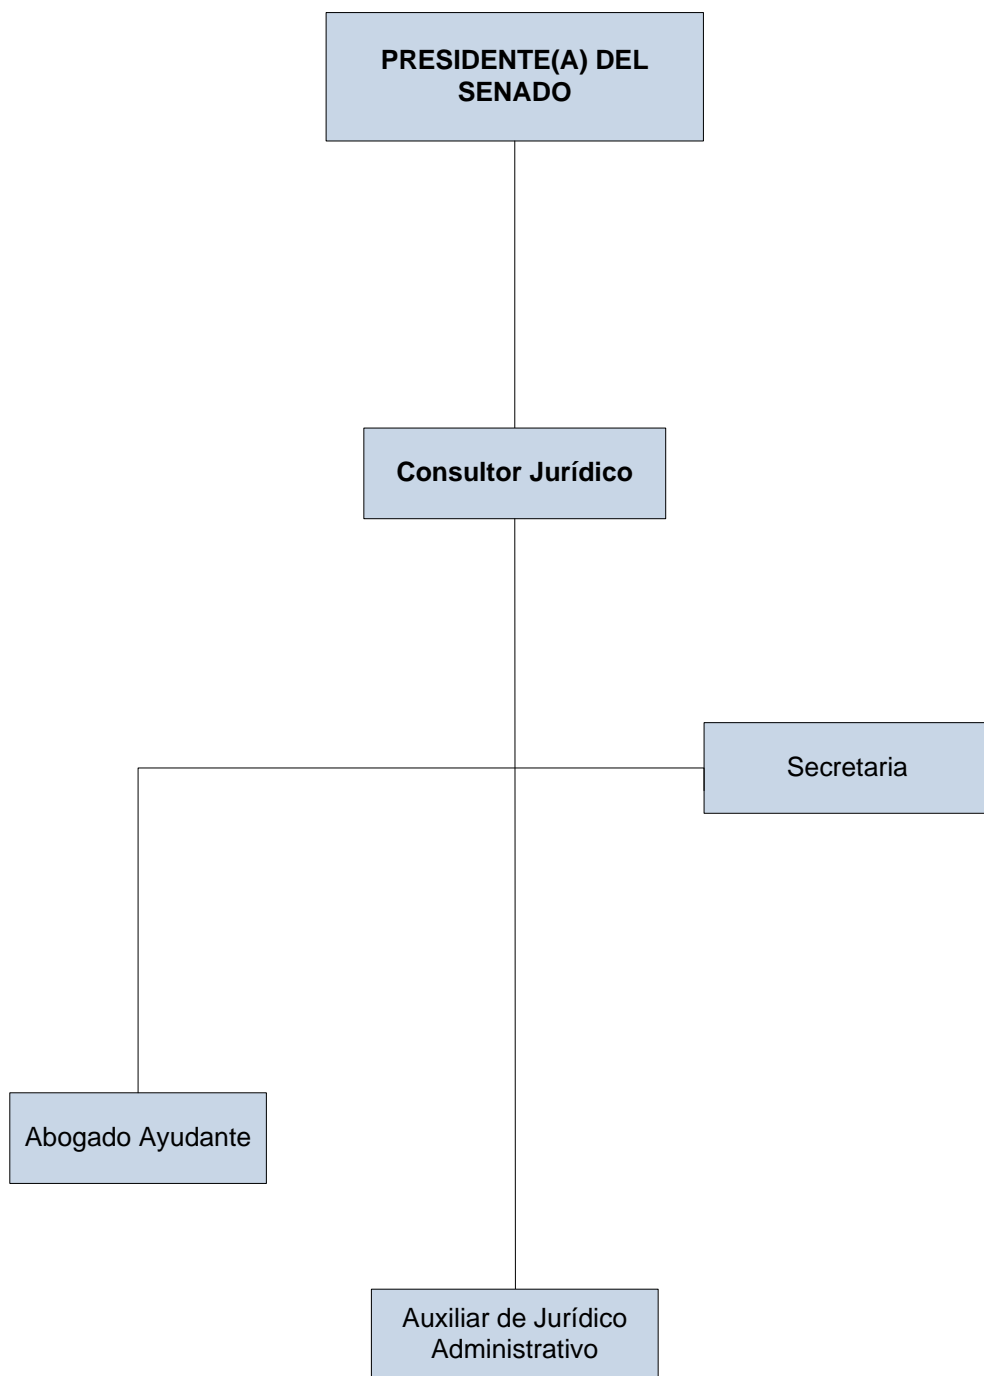 PRESIDENTE(A) DEL
SENADO
Consultor Jurídico
Secretaria
Abogado Ayudante
Auxiliar de Jurídico
Administrativo